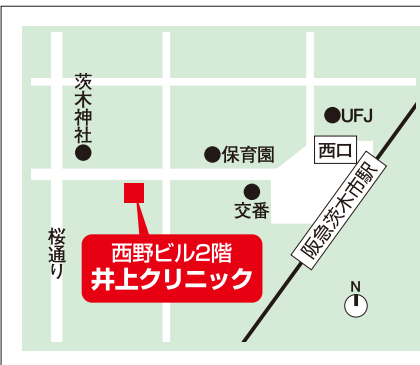 茨木神社
UFJ
保育園
西口
交番
阪急茨木市駅
桜通り
西野ビル2階
井上クリニック
N